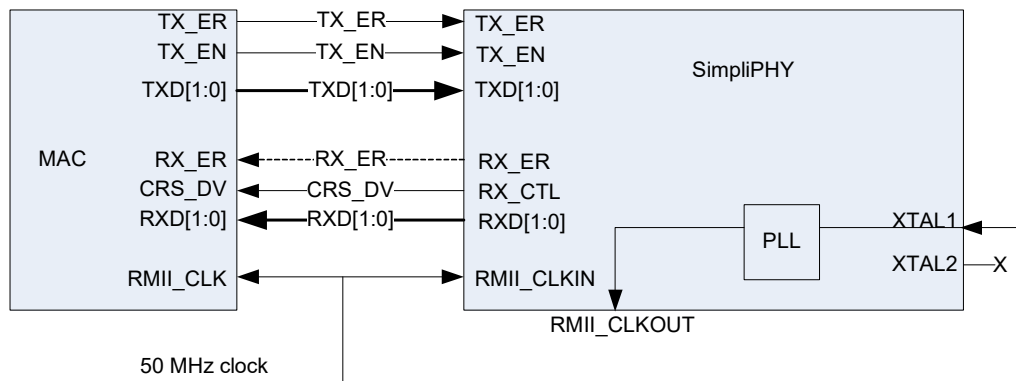 TX_ER TX_ER TX_ER
TX_EN TX_EN TX_EN
SimpliPHY
TXD[1:0] TXD[1:0] TXD[1:0]
MAC
RX_ER RX_ER RX_ER
CRS_DV CRS_DV RX_CTL
RXD[1:0] RXD[1:0] RXD[1:0]
PLL
XTAL1
XTAL2 X
RMII_CLK RMII_CLKIN
RMII_CLKOUT
50 MHz clock